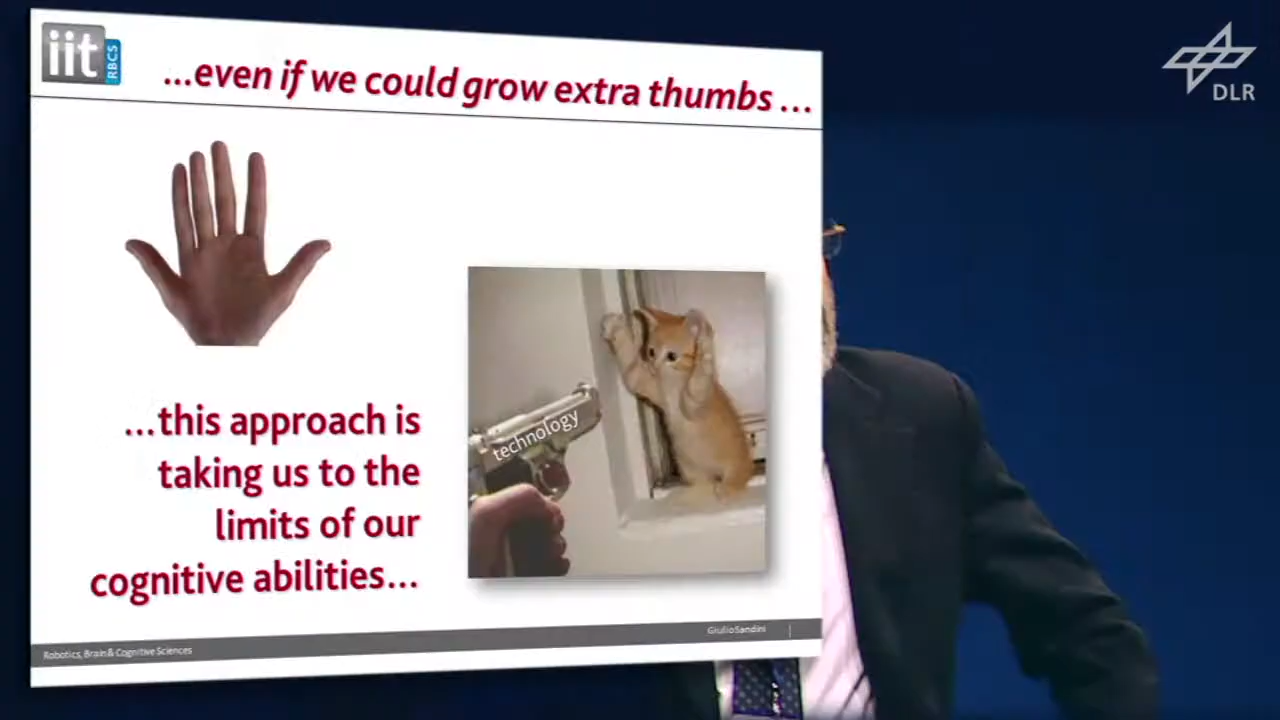 iit
RBCS
...even if we could grow extra thumbs ...
DLR
technology
...this approach is
taking us to the
limits of our
cognitive abilities...
Giulio Sandini
Robotics, Brain & Cognitive Sciences